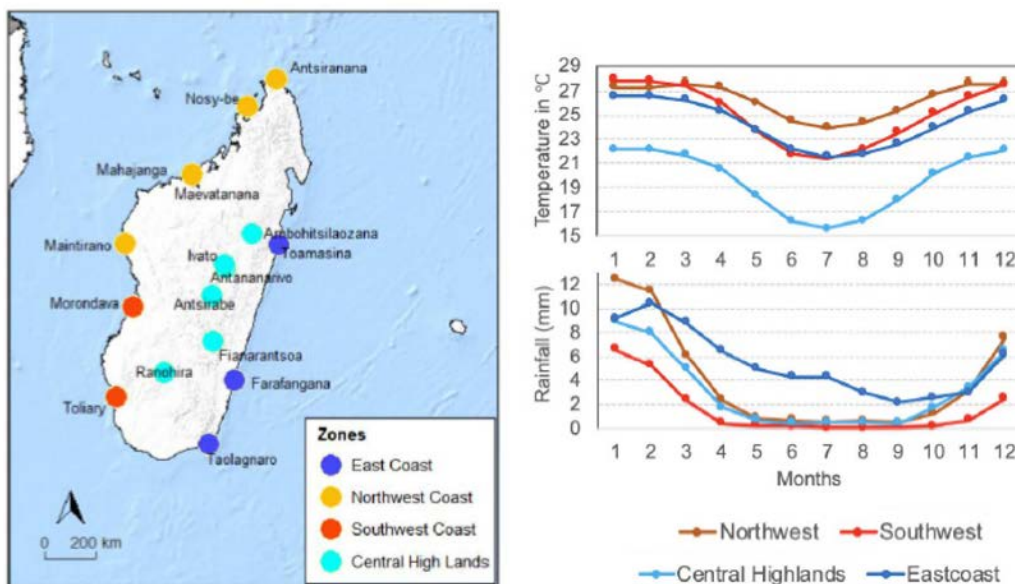 Antsiranana
Nosy-be
Mahajanga
Maevatanana
Ambohitsilaozana
Maintirano
Toamasina
Ivato
Antananarivo
Morondava
Antsirabe
Fianarantsoa
Ranohira
Farafangana
Toliary
Taolagnaro
0 200 km
Zones
East Coast
Northwest Coast
Southwest Coast
Central High Lands
Temperature in °C
29
27
25
23
21
19
17
15
1 2 3 4 5 6 7 8 9 10 11 12
Rainfall (mm)
12
10
8
6
4
2
0
1 2 3 4 5 6 7 8 9 10 11 12
Months
Northwest Southwest
Central Highlands Eastcoast